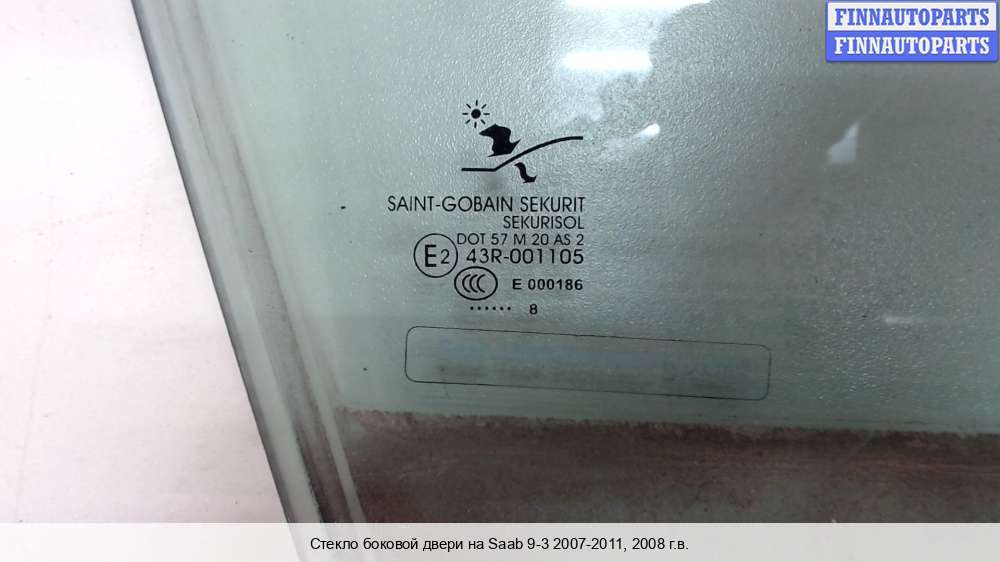 FINNAUTOPARTS
FINNAUTOPARTS
SAINT-GOBAIN SEKURIT
SEKURISOL
DOT 57 M 20 AS 2
E2 43R-001105
CCC E 000186
...... 8
Стекло боковой двери на Saab 9-3 2007-2011, 2008 г.в.